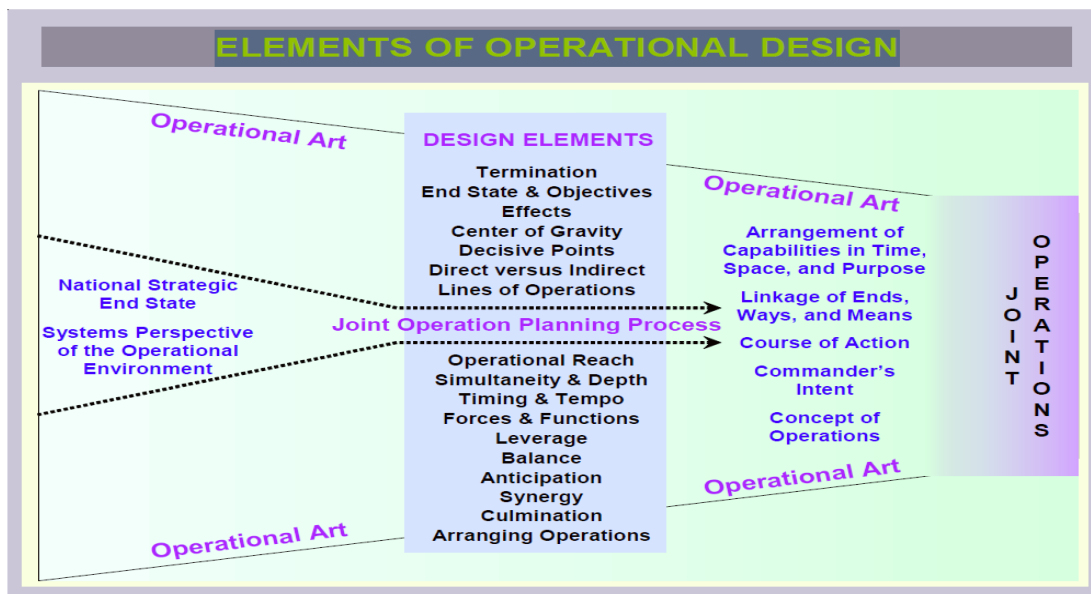 ELEMENTS OF OPERATIONAL DESIGN
Operational Art
National Strategic
End State
Systems Perspective
of the Operational
Environment
Operational Art
DESIGN ELEMENTS
Termination
End State & Objectives
Effects
Center of Gravity
Decisive Points
Direct versus Indirect
Lines of Operations
Joint Operation Planning Process
Operational Reach
Simultaneity & Depth
Timing & Tempo
Forces & Functions
Leverage
Balance
Anticipation
Synergy
Culmination
Arranging Operations
Operational Art
Arrangement of
Capabilities in Time,
Space, and Purpose
Linkage of Ends,
Ways, and Means
Course of Action
Commander's
Intent
Concept of
Operations
Operational Art
JOINT
OPERATIONS